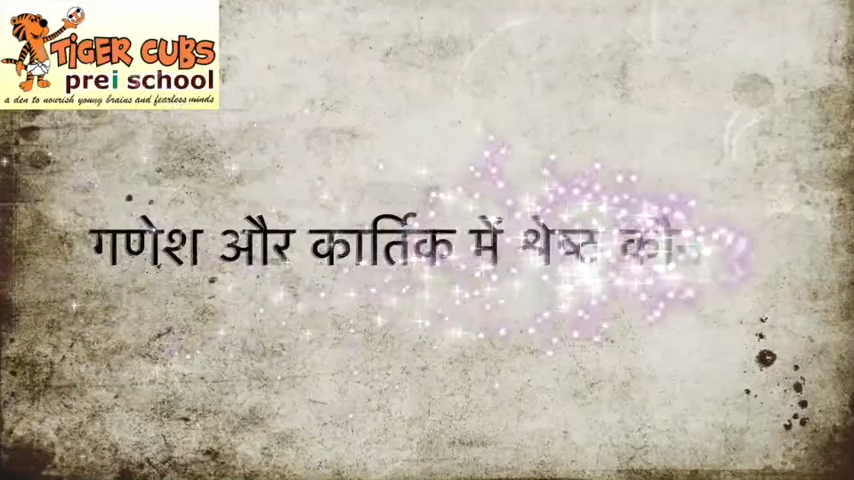 TIGER CUBS
prei school
a den to nourish young brains and fearless minds
गणेश और कार्तिक में श्रेष्ट कौन